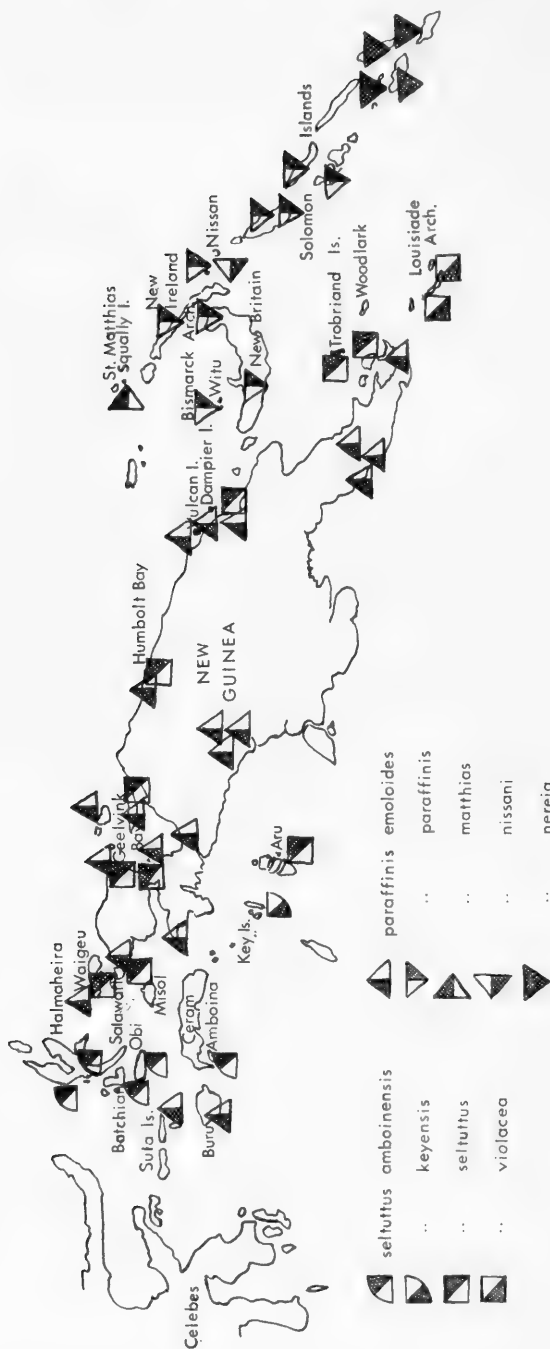 Celebes
Halmaheira
Waigeu
Salawatti
Batchian
Obi
Misol
Suta Is.
Buru
Ceram
Amboina
Key Is.
Aru
Geelvink
Bay
Humbolt Bay
NEW
GUINEA
Vulcan I.
Dampier I.
St. Matthias
Squally I.
New
Ireland
Bismarck Arch.
Witu
New Britain
Nissan
Solomon
Islands
Trobriand Is.
Woodlark
Louisiade
Arch.
seltuttus amboinensis
.. keyensis
.. seltuttus
.. violacea
paraffinis emoloides
.. paraffinis
.. matthias
.. nissani
.. nereia